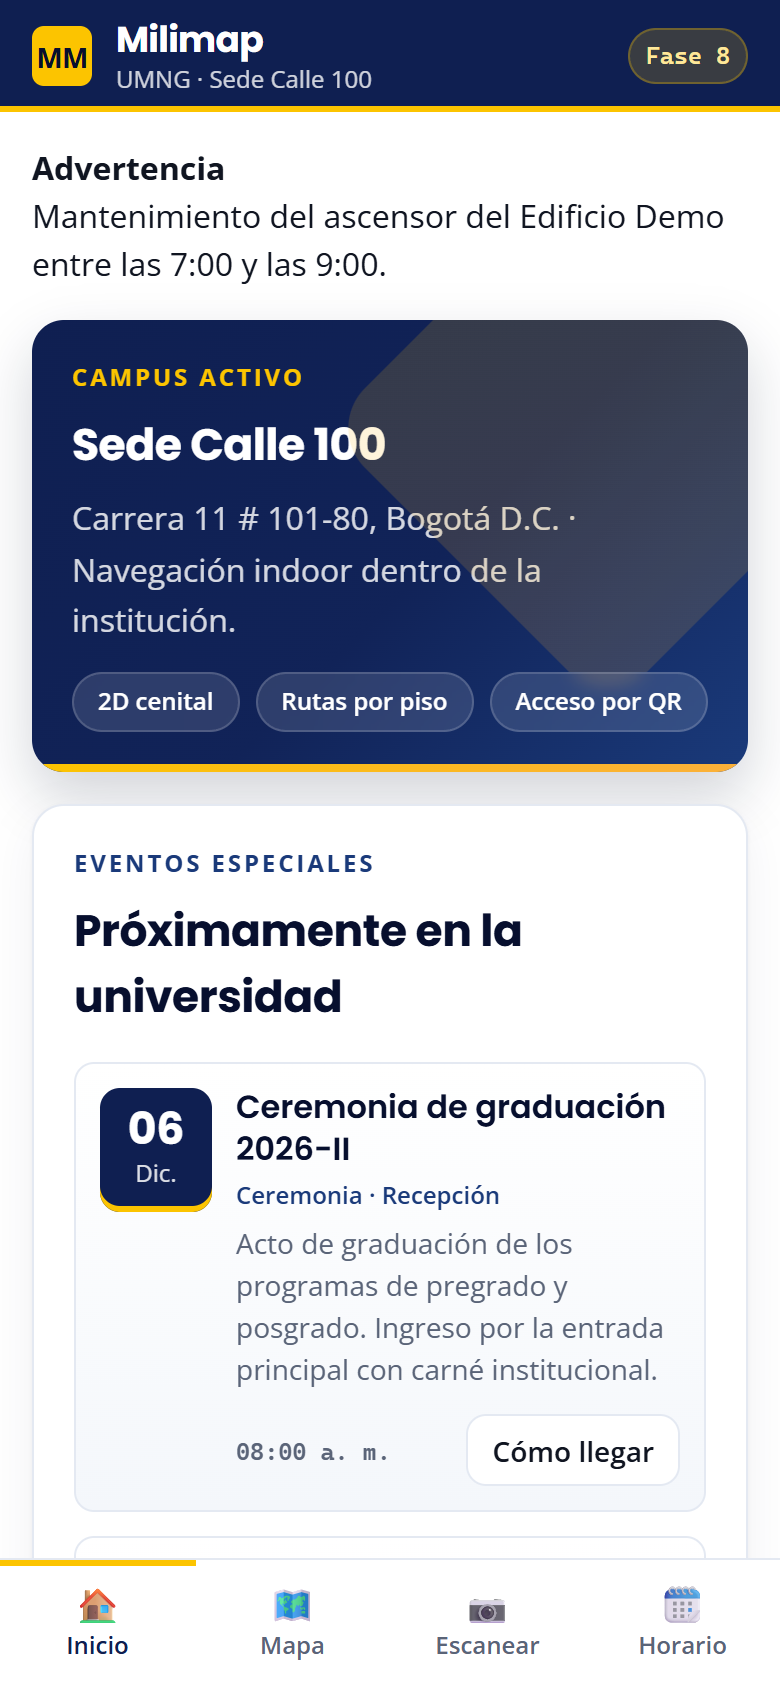 MM
Milimap
UMNG · Sede Calle 100
Fase 8
Advertencia
Mantenimiento del ascensor del Edificio Demo
entre las 7:00 y las 9:00.
CAMPUS ACTIVO
Sede Calle 100
Carrera 11 # 101-80, Bogotá D.C. ·
Navegación indoor dentro de la
institución.
2D cenital
Rutas por piso
Acceso por QR
EVENTOS ESPECIALES
Próximamente en la
universidad
06
Dic.
Ceremonia de graduación
2026-II
Ceremonia · Recepción
Acto de graduación de los
programas de pregrado y
posgrado. Ingreso por la entrada
principal con carné institucional.
08:00 a. m.
Cómo llegar
Inicio
Mapa
Escanear
Horario